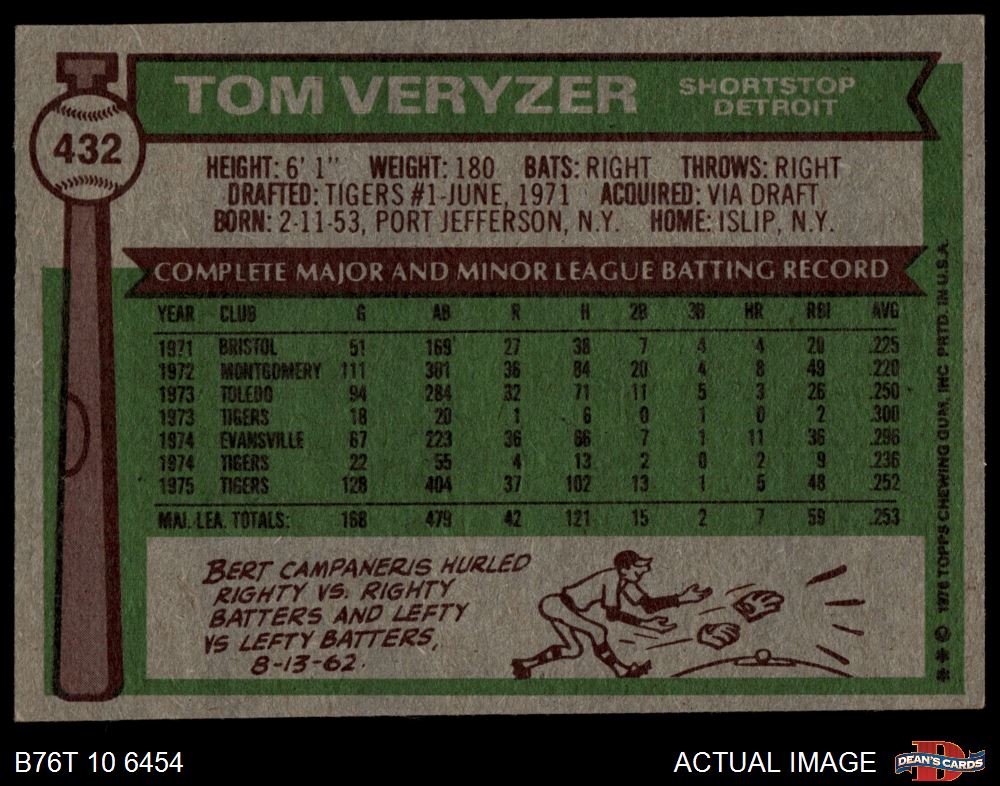 432
TOM VERYZER
SHORTSTOP
DETROIT
HEIGHT: 6' 1" WEIGHT: 180 BATS: RIGHT THROWS: RIGHT
DRAFTED: TIGERS #1-JUNE, 1971 ACQUIRED: VIA DRAFT
BORN: 2-11-53, PORT JEFFERSON, N.Y. HOME: ISLIP, N.Y.
COMPLETE MAJOR AND MINOR LEAGUE BATTING RECORD
YEAR CLUB G AB R H 2B 3B HR RBI AVG
1971 BRISTOL 51 169 27 38 7 4 4 20 .225
1972 MONTGOMERY 111 381 36 84 20 4 8 49 .220
1973 TOLEDO 94 284 32 71 11 5 3 26 .250
1973 TIGERS 18 20 1 6 0 1 0 2 .300
1974 EVANSVILLE 67 223 36 66 7 1 11 36 .296
1974 TIGERS 22 55 4 13 2 0 2 9 .236
1975 TIGERS 128 404 37 102 13 1 5 48 .252
MAJ. LEA. TOTALS: 168 479 42 121 15 2 7 59 .253
BERT CAMPANERIS HURLED
RIGHTY VS. RIGHTY
BATTERS AND LEFTY
VS LEFTY BATTERS,
8-13-62.
** © 1976 TOPPS CHEWING GUM, INC PRTD. IN U.S.A.
B76T 10 6454
ACTUAL IMAGE
DEAN'S CARDS